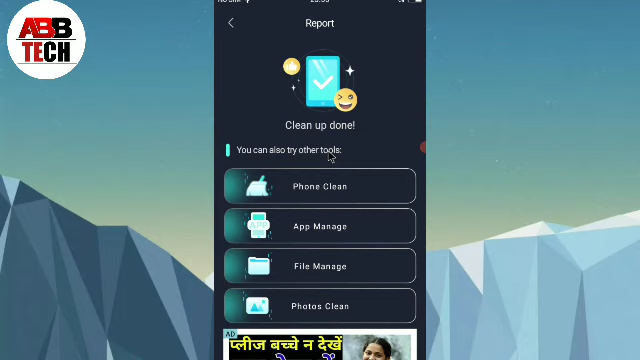 ABB
TECH
Report
Clean up done!
You can also try other tools:
Phone Clean
APP
App Manage
File Manage
Photos Clean
AD
प्लीज बच्चे न देखें